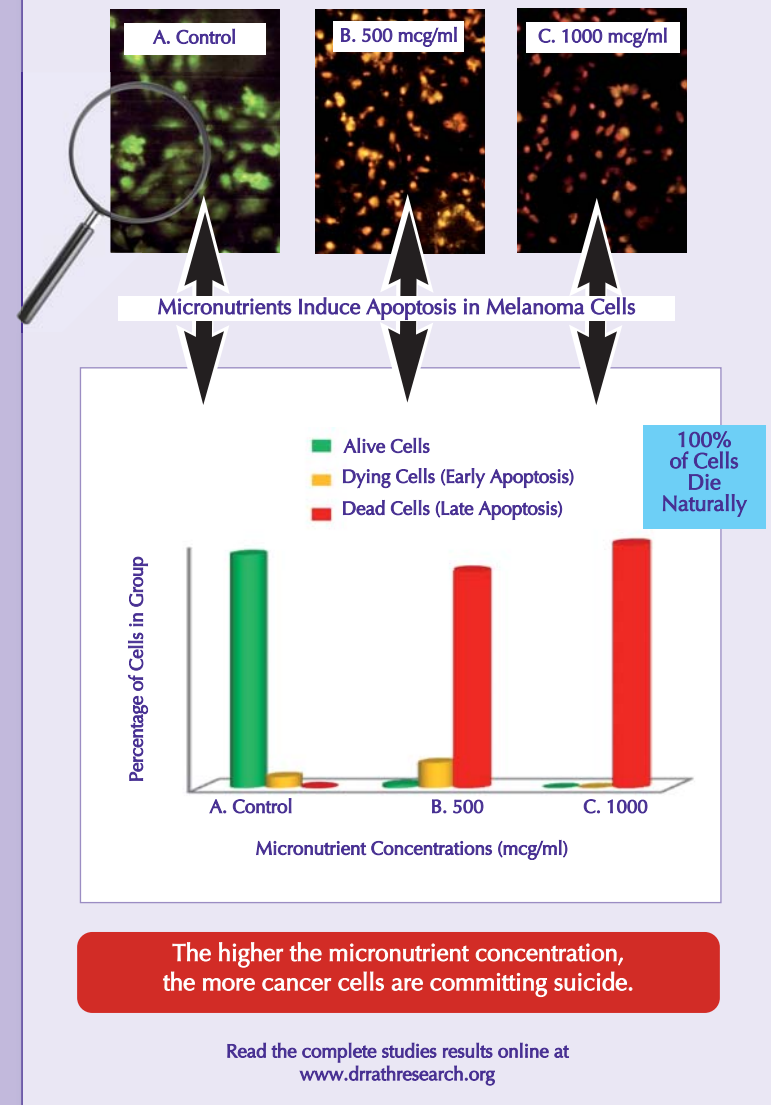 A. Control
B. 500 mcg/ml
C. 1000 mcg/ml
Micronutrients Induce Apoptosis in Melanoma Cells
Alive Cells
Dying Cells (Early Apoptosis)
Dead Cells (Late Apoptosis)
100%
of Cells
Die
Naturally
Percentage of Cells in Group
A. Control
B. 500
C. 1000
Micronutrient Concentrations (mcg/ml)
The higher the micronutrient concentration,
the more cancer cells are committing suicide.
Read the complete studies results online at
www.drrathresearch.org